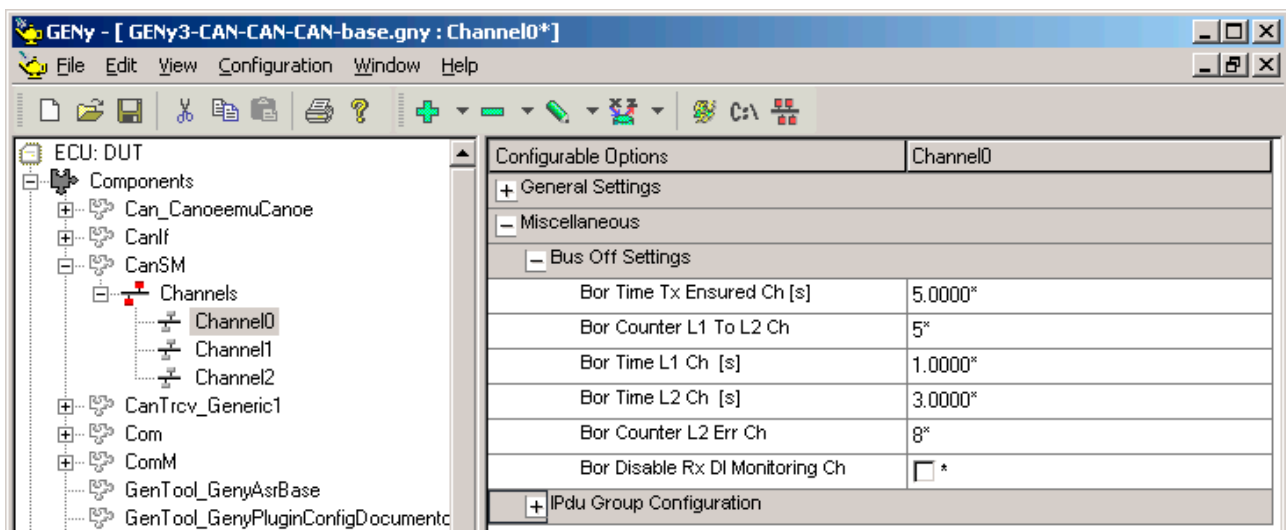 GENy - [ GENy3-CAN-CAN-CAN-base.gny : Channel0*]
File Edit View Configuration Window Help
C:\
ECU: DUT
Components
Can_CanoeemuCanoe
CanIf
CanSM
Channels
Channel0
Channel1
Channel2
CanTrcv_Generic1
Com
ComM
GenTool_GenyAsrBase
GenTool_GenyPluginConfigDocumento
Configurable Options Channel0
General Settings
Miscellaneous
Bus Off Settings
Bor Time Tx Ensured Ch [s] 5.0000*
Bor Counter L1 To L2 Ch 5*
Bor Time L1 Ch [s] 1.0000*
Bor Time L2 Ch [s] 3.0000*
Bor Counter L2 Err Ch 8*
Bor Disable Rx Dl Monitoring Ch *
IPdu Group Configuration